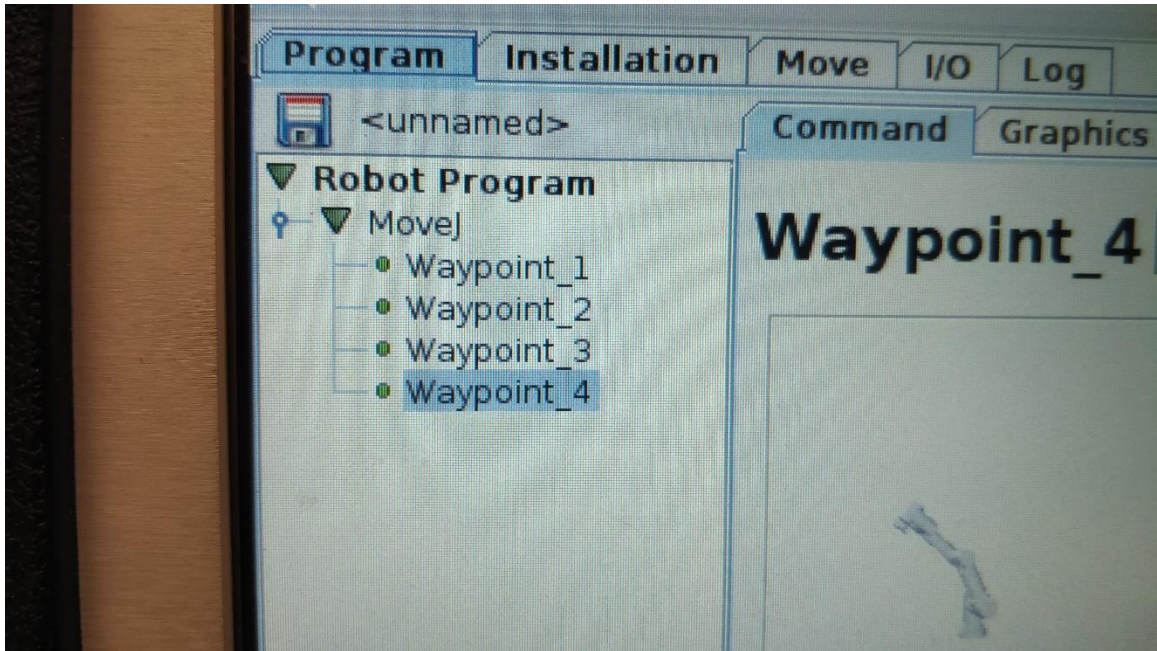 Program Installation Move I/O Log
<unnamed>
Command Graphics
Robot Program
MoveJ
Waypoint_1
Waypoint_2
Waypoint_3
Waypoint_4
Waypoint_4